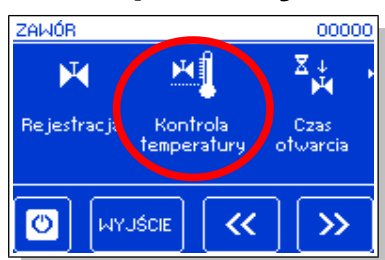 ZAWÓR 00000
Rejestracja Kontrola Czas
temperatury otwarcia
WYJŚCIE << >>